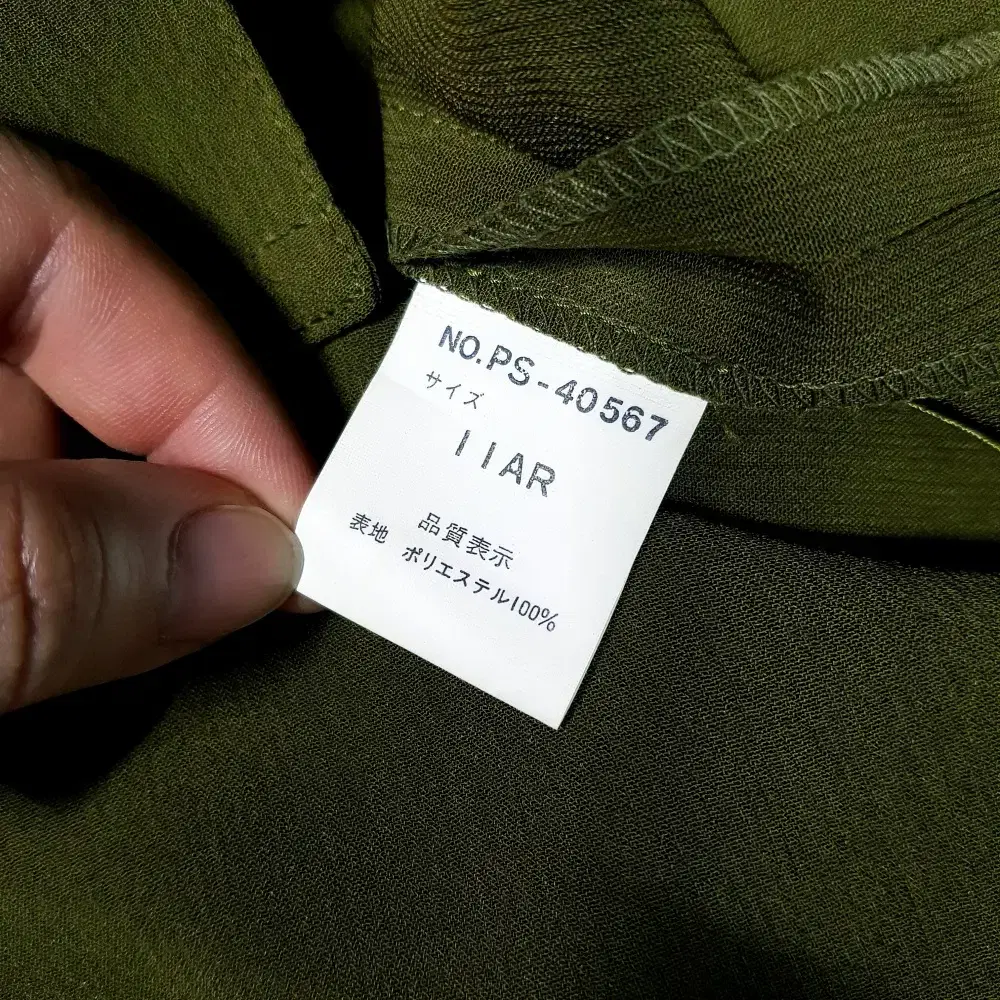 NO.PS-40567
サイズ
11AR
品質表示
表地 ポリエステル100%